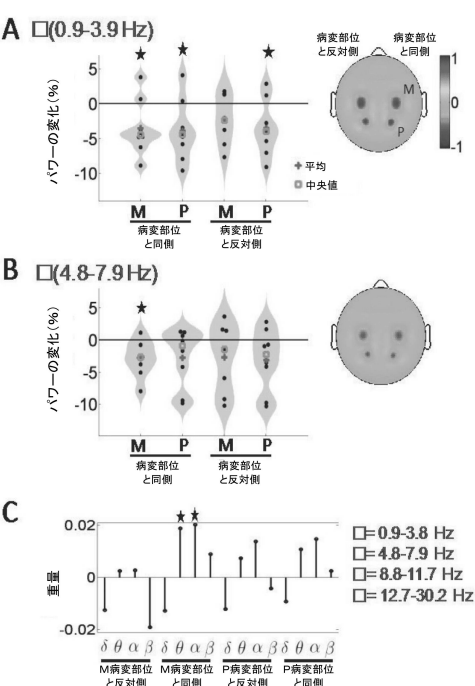 A □(0.9-3.9 Hz)
病変部位
と反対側
病変部位
と同側
パワーの変化(%)
5
0
-5
-10
★ ★ ★
平均
中央値
M P M P
病変部位
と同側
病変部位
と反対側
M
P
1
0
-1
B □(4.8-7.9 Hz)
パワーの変化(%)
5
0
-5
-10
★
M P M P
病変部位
と同側
病変部位
と反対側
C
重量
0.02
0
-0.02
★ ★
δ θ α β δ θ α β δ θ α β δ θ α β
M病変部位
と反対側
M病変部位
と同側
P病変部位
と反対側
P病変部位
と同側
□= 0.9-3.8 Hz
□= 4.8-7.9 Hz
□= 8.8-11.7 Hz
□= 12.7-30.2 Hz